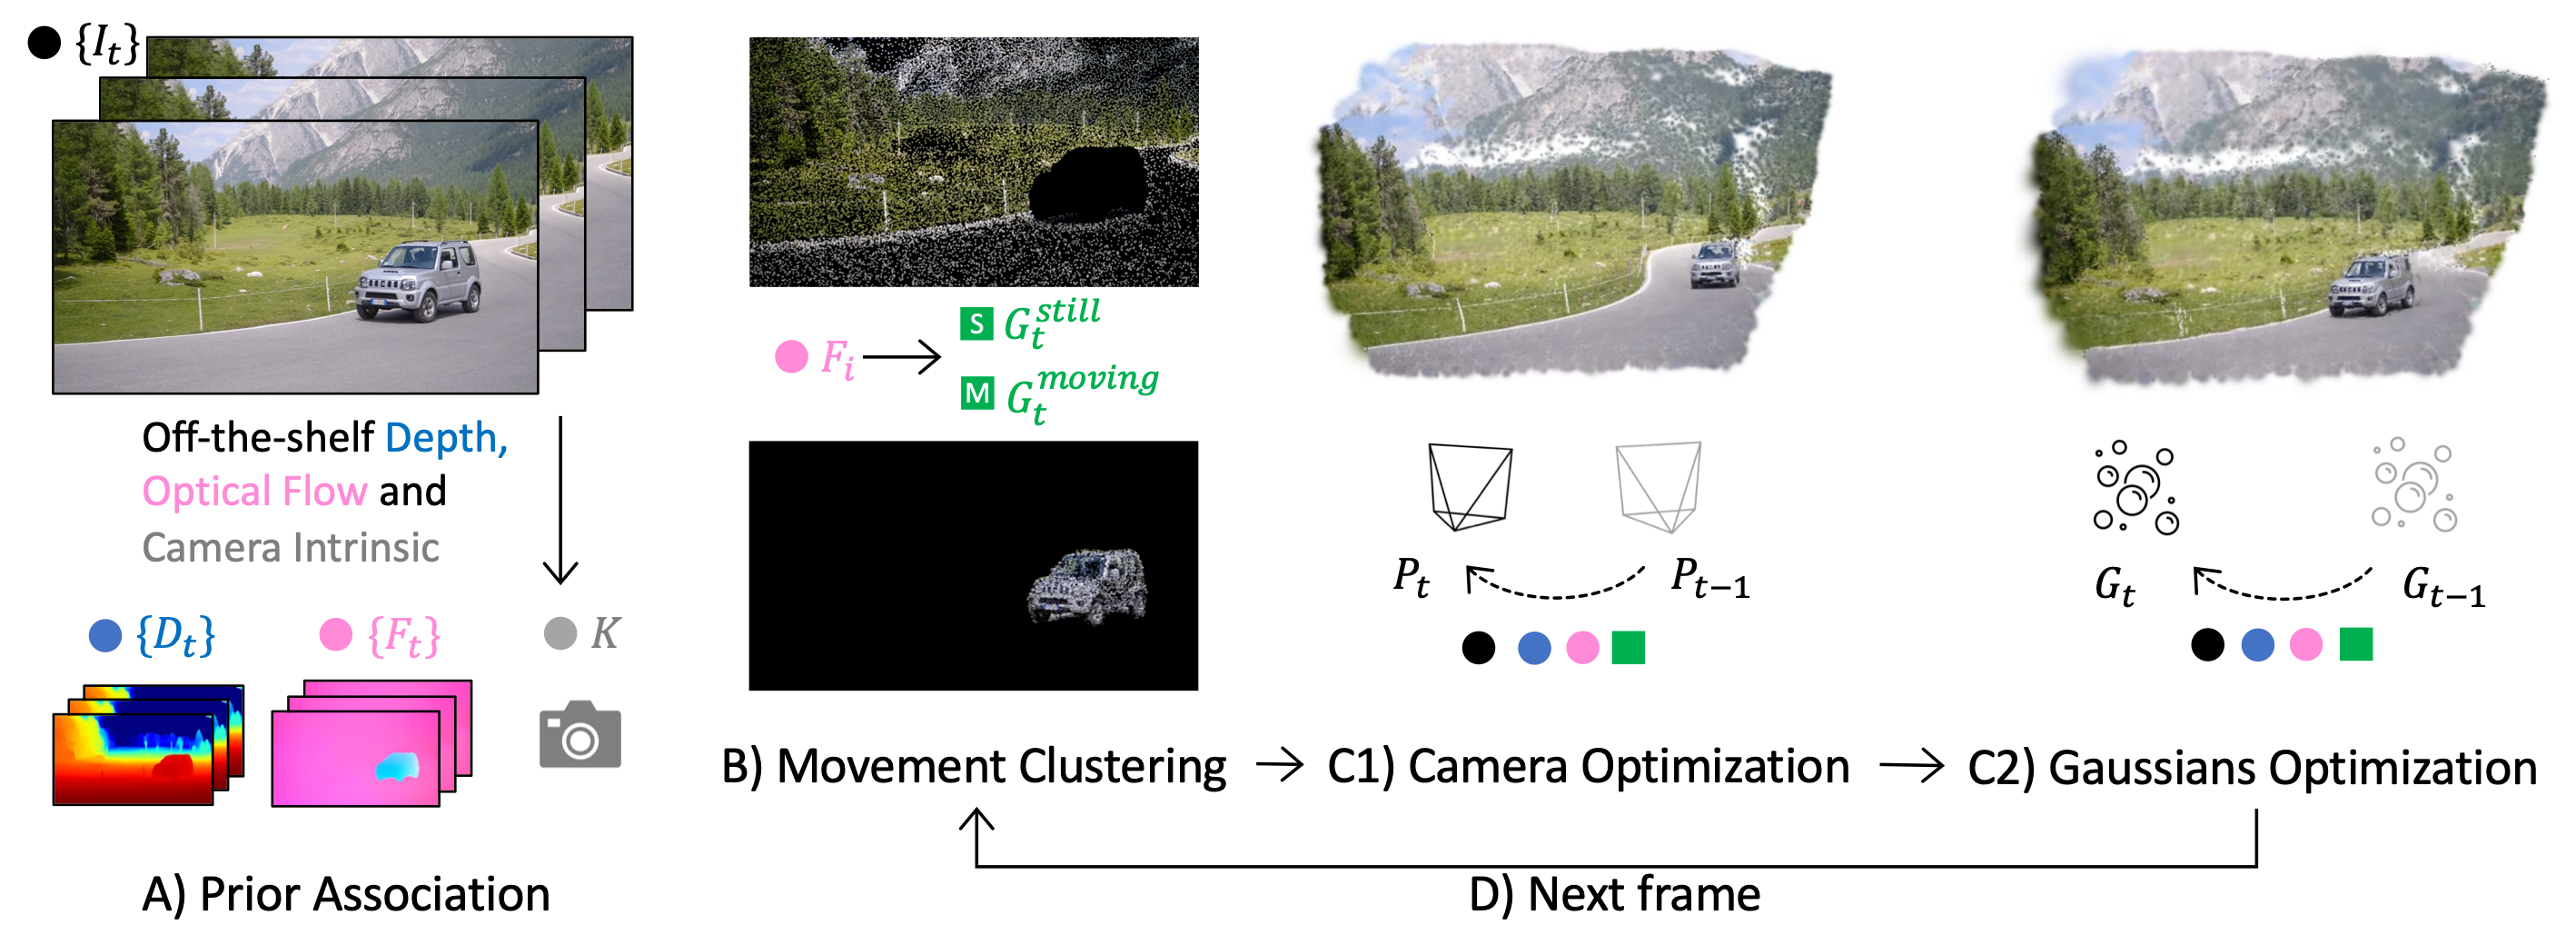 {I_t}
Off-the-shelf Depth,
Optical Flow and
Camera Intrinsic
{D_t}
{F_t}
K
A) Prior Association
S G_t^still
F_i
M G_t^moving
B) Movement Clustering
P_t
P_{t−1}
C1) Camera Optimization
G_t
G_{t−1}
C2) Gaussians Optimization
D) Next frame